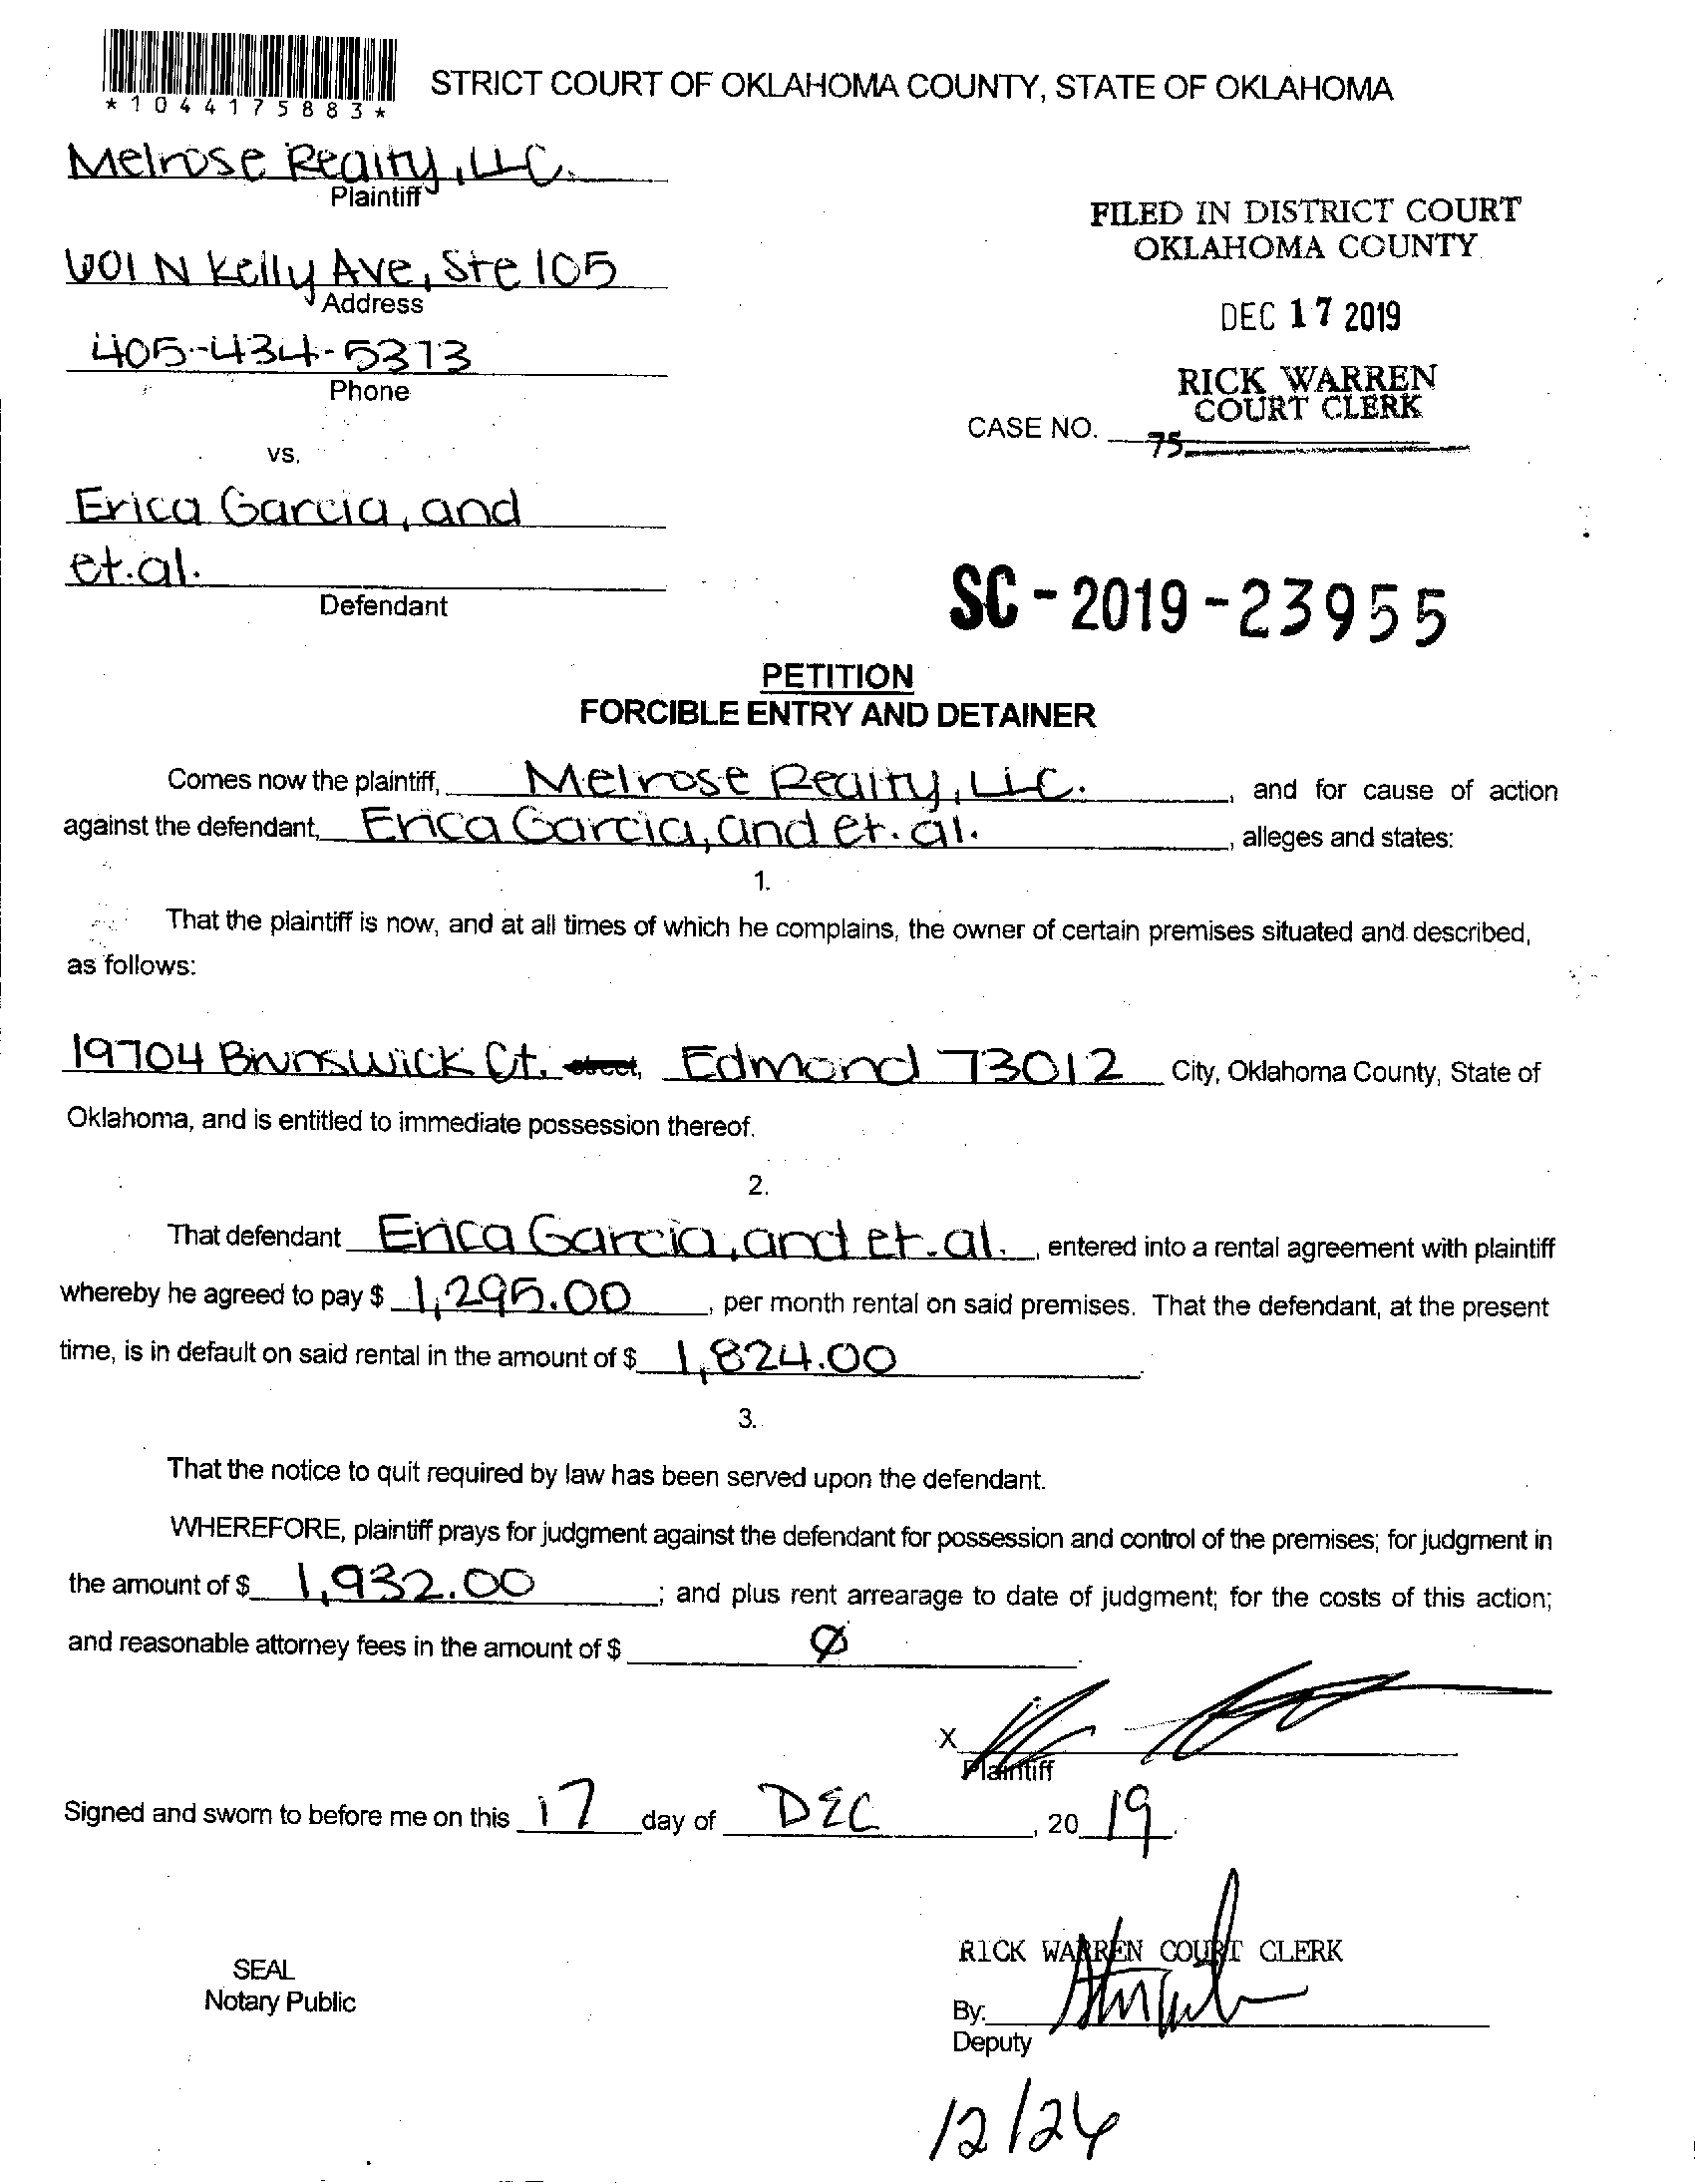 *1044175883*
STRICT COURT OF OKLAHOMA COUNTY, STATE OF OKLAHOMA
Melrose Realty, LLC.
Plaintiff
601 N Kelly Ave, Ste 105
Address
405-434-5373
Phone
vs.
Erica Garcia, and
et.al.
Defendant
FILED IN DISTRICT COURT
OKLAHOMA COUNTY
DEC 17 2019
RICK WARREN
COURT CLERK
CASE NO.
75
SC-2019-23955
PETITION
FORCIBLE ENTRY AND DETAINER
Comes now the plaintiff, Melrose Realty, LLC. , and for cause of action
against the defendant, Erica Garcia, and et. al. , alleges and states:
1.
That the plaintiff is now, and at all times of which he complains, the owner of certain premises situated and described,
as follows:
19704 Brunswick Ct. street, Edmond 73012 City, Oklahoma County, State of
Oklahoma, and is entitled to immediate possession thereof.
2.
That defendant Erica Garcia, and et. al. , entered into a rental agreement with plaintiff
whereby he agreed to pay $ 1,295.00 , per month rental on said premises. That the defendant, at the present
time, is in default on said rental in the amount of $ 1,824.00
3.
That the notice to quit required by law has been served upon the defendant.
WHEREFORE, plaintiff prays for judgment against the defendant for possession and control of the premises; for judgment in
the amount of $ 1,932.00 ; and plus rent arrearage to date of judgment; for the costs of this action;
and reasonable attorney fees in the amount of $ Ø
X
Plaintiff
Signed and sworn to before me on this 17 day of DEC , 20 19.
SEAL
Notary Public
RICK WARREN COURT CLERK
By:
Deputy
12/26